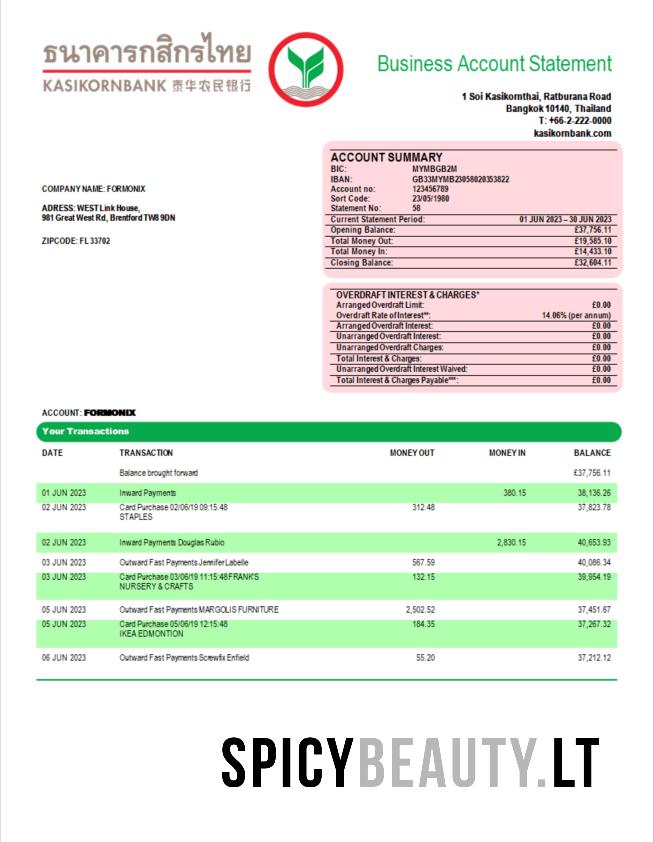 ธนาคารกสิกรไทย
KASIKORNBANK 泰华农民银行
Business Account Statement
1 Soi Kasikornthai, Ratburana Road
Bangkok 10140, Thailand
T: +66-2-222-0000
kasikornbank.com
COMPANY NAME: FORMONIX
ADRESS: WEST Link House,
981 Great West Rd, Brentford TW8 9DN
ZIPCODE: FL 33702
ACCOUNT SUMMARY
BIC: MYMBGB2M
IBAN: GB33MYMB23058020353822
Account no: 123456789
Sort Code: 23/05/1980
Statement No: 58
Current Statement Period: 01 JUN 2023 – 30 JUN 2023
Opening Balance: £37,756.11
Total Money Out: £19,585.10
Total Money In: £14,433.10
Closing Balance: £32,604.11
OVERDRAFT INTEREST & CHARGES*
Arranged Overdraft Limit: £0.00
Overdraft Rate of Interest**: 14.06% (per annum)
Arranged Overdraft Interest: £0.00
Unarranged Overdraft Interest: £0.00
Unarranged Overdraft Charges: £0.00
Total Interest & Charges: £0.00
Unarranged Overdraft Interest Waived: £0.00
Total Interest & Charges Payable***: £0.00
ACCOUNT: FORMONIX
Your Transactions
DATE TRANSACTION MONEY OUT MONEY IN BALANCE
Balance brought forward £37,756.11
01 JUN 2023 Inward Payments 380.15 38,136.26
02 JUN 2023 Card Purchase 02/06/19 09:15:48 312.48 37,823.78
STAPLES
02 JUN 2023 Inward Payments Douglas Rubio 2,830.15 40,653.93
03 JUN 2023 Outward Fast Payments Jennifer Labelle 567.59 40,086.34
03 JUN 2023 Card Purchase 03/06/19 11:15:48 FRANKS 132.15 39,954.19
NURSERY & CRAFTS
05 JUN 2023 Outward Fast Payments MARGOLIS FURNITURE 2,502.52 37,451.67
05 JUN 2023 Card Purchase 05/06/19 12:15:48 184.35 37,267.32
IKEA EDMONTION
06 JUN 2023 Outward Fast Payments Screwfix Enfield 55.20 37,212.12
SPICYBEAUTY.LT